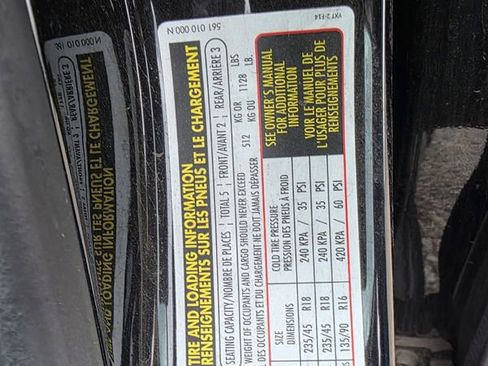 561 010 000 N
TIRE AND LOADING INFORMATION
RENSEIGNEMENTS SUR LES PNEUS ET LE CHARGEMENT
SEATING CAPACITY/NOMBRE DE PLACES | TOTAL 5 | FRONT/AVANT 2 | REAR/ARRIÈRE 3
WEIGHT OF OCCUPANTS AND CARGO SHOULD NEVER EXCEED 512 KG OR 1128 LBS
DES OCCUPANTS ET DU CHARGEMENT NE DOIT JAMAIS DÉPASSER KG OU LB.
SIZE
DIMENSIONS
COLD TIRE PRESSURE
PRESSION DES PNEUS À FROID
235/45 R18 240 KPA / 35 PSI
235/45 R18 240 KPA / 35 PSI
135/90 R16 420 KPA / 60 PSI
SEE OWNER'S MANUAL
FOR ADDITIONAL
INFORMATION
VOIR LE MANUEL DE
L'USAGER POUR PLUS DE
RENSEIGNEMENTS